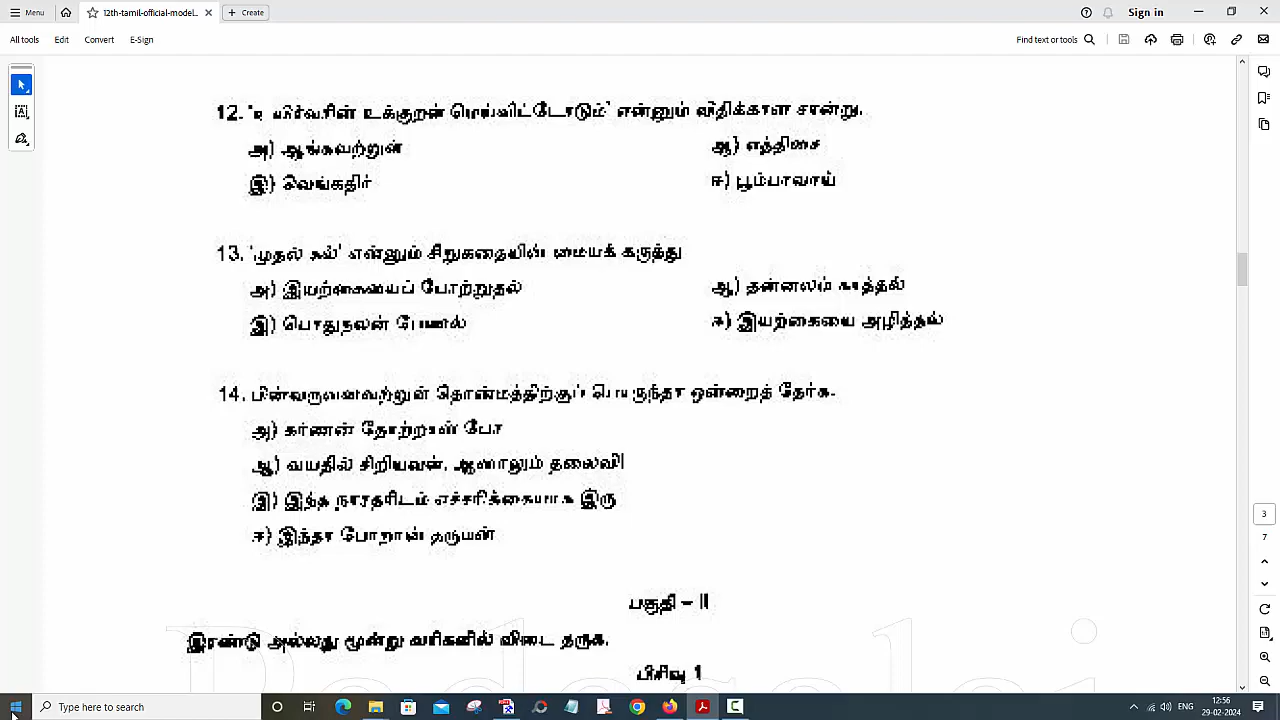 Menu 12th-tamil-official-model... Create Sign in
All tools Edit Convert E-Sign Find text or tools
12. 'உயிர்வரின் உக்குறள் மெய்விட்டோடும்' என்னும் விதிக்கான சான்று.
அ) ஆங்கவற்றுள் ஆ) எத்திசை
இ) வெங்கதிர் ஈ) பூம்பாவாய்
13. 'முதல் கல்' என்னும் சிறுகதையின் மையக் கருத்து
அ) இயற்கையைப் போற்றுதல் ஆ) தன்னலம் காத்தல்
இ) பொதுநலன் பேணல் ஈ) இயற்கையை அழித்தல்
14. பின்வருவனவற்றுள் தொன்மத்திற்குப் பொருந்தா ஒன்றைத் தேர்க.
அ) கர்ணன் தோற்றான் போ
ஆ) வயதில் சிறியவள், ஆனாலும் தலைவி
இ) இந்த நாரதரிடம் எச்சரிக்கையாக இரு
ஈ) இந்தா போறான் தருமன்
3
7
பகுதி – II
இரண்டு அல்லது மூன்று வரிகளில் விடை தருக.
பிரிவு 1
Type here to search ENG 12:56
29-02-2024